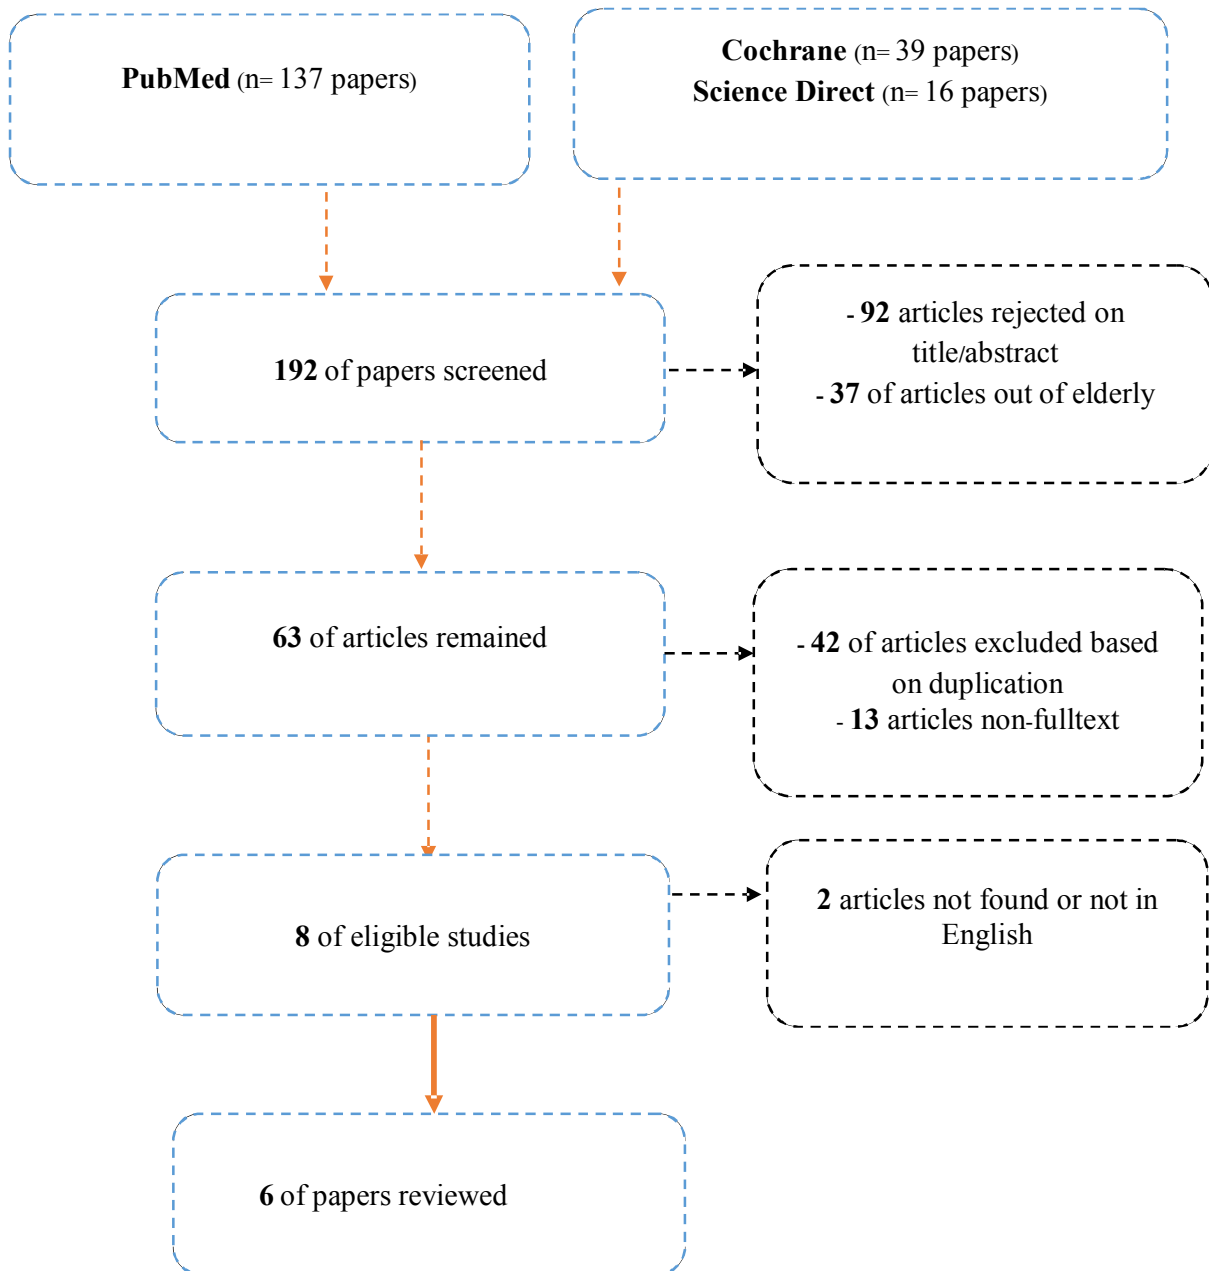 PubMed (n= 137 papers)
Cochrane (n= 39 papers)
Science Direct (n= 16 papers)
192 of papers screened
- 92 articles rejected on
title/abstract
- 37 of articles out of elderly
63 of articles remained
- 42 of articles excluded based
on duplication
- 13 articles non-fulltext
8 of eligible studies
2 articles not found or not in
English
6 of papers reviewed